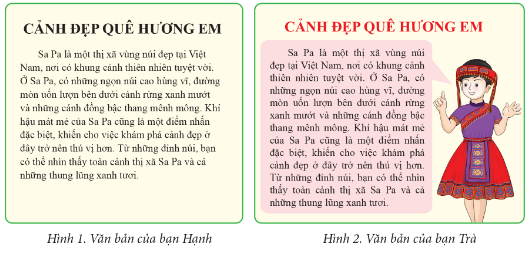 CẢNH ĐẸP QUÊ HƯƠNG EM
Sa Pa là một thị xã vùng núi đẹp tại Việt
Nam, nơi có khung cảnh thiên nhiên tuyệt vời.
Ở Sa Pa, có những ngọn núi cao hùng vĩ, đường
mòn uốn lượn bên dưới cánh rừng xanh mướt
và những cánh đồng bậc thang mênh mông. Khí
hậu mát mẻ của Sa Pa cũng là một điểm nhấn
đặc biệt, khiến cho việc khám phá cảnh đẹp ở
đây trở nên thú vị hơn. Từ những đỉnh núi, bạn
có thể nhìn thấy toàn cảnh thị xã Sa Pa và cả
những thung lũng xanh tươi.
Hình 1. Văn bản của bạn Hạnh
CẢNH ĐẸP QUÊ HƯƠNG EM
Sa Pa là một thị xã vùng núi
đẹp tại Việt Nam, nơi có khung cảnh
thiên nhiên tuyệt vời. Ở Sa Pa, có
những ngọn núi cao hùng vĩ, đường
mòn uốn lượn bên dưới cánh rừng
xanh mướt và những cánh đồng bậc
thang mênh mông. Khí hậu mát mẻ
của Sa Pa cũng là một điểm nhấn
đặc biệt, khiến cho việc khám phá
cảnh đẹp ở đây trở nên thú vị hơn.
Từ những đỉnh núi, bạn có thể nhìn
thấy toàn cảnh thị xã Sa Pa và cả
những thung lũng xanh tươi.
Hình 2. Văn bản của bạn Trà